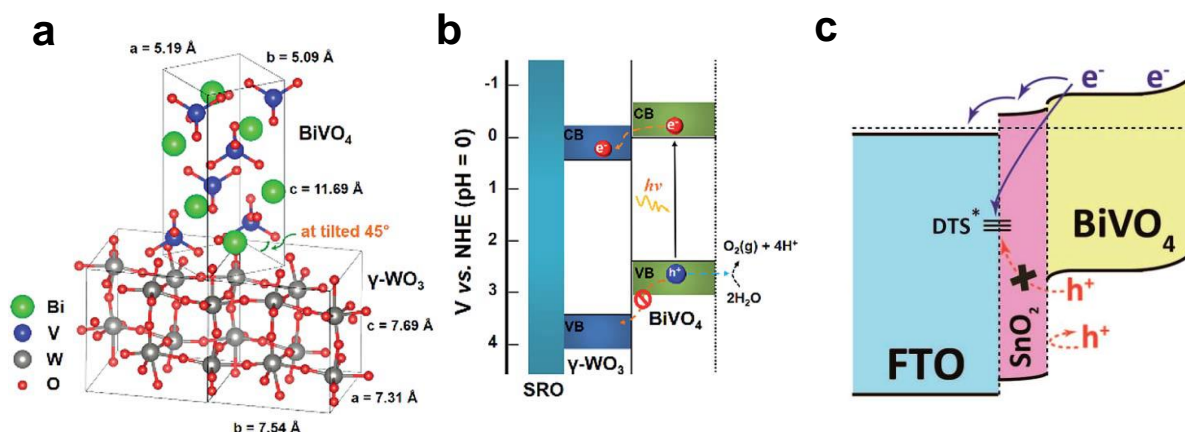 a
a = 5.19 Å
b = 5.09 Å
BiVO4
c = 11.69 Å
at tilted 45°
γ-WO3
Bi
V
W
O
c = 7.69 Å
a = 7.31 Å
b = 7.54 Å
b
V vs. NHE (pH = 0)
-1
0
1
2
3
4
CB
CB
e-
e-
hν
O2(g) + 4H+
VB
h+
2H2O
BiVO4
VB
γ-WO3
SRO
c
e-
e-
DTS*
BiVO4
h+
SnO2
h+
FTO